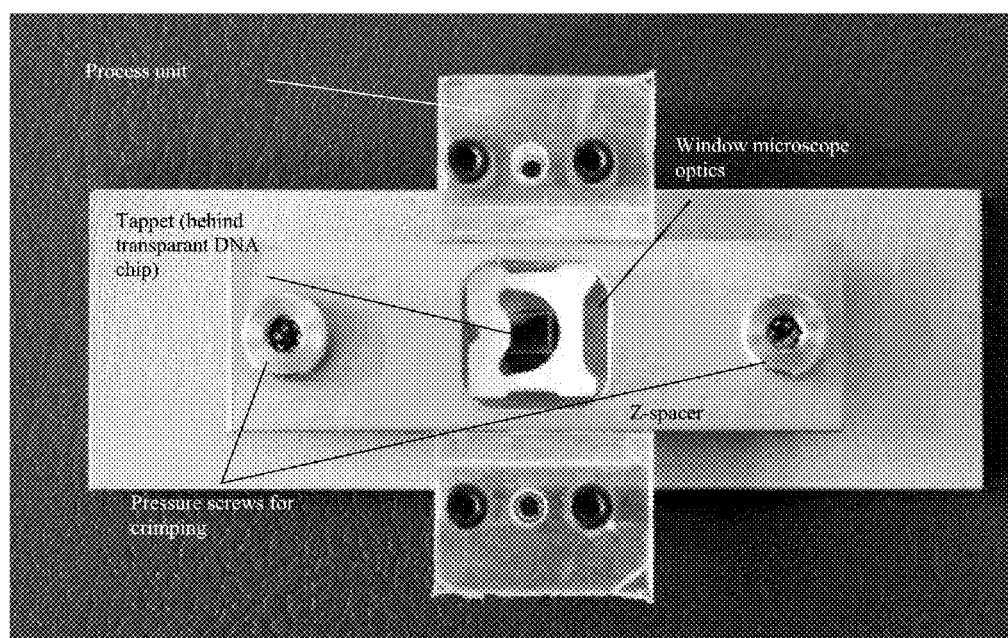 Process unit
Window microscope
optics
Tappet (behind
transparant DNA
chip)
Z-spacer
Pressure screws for
crimping